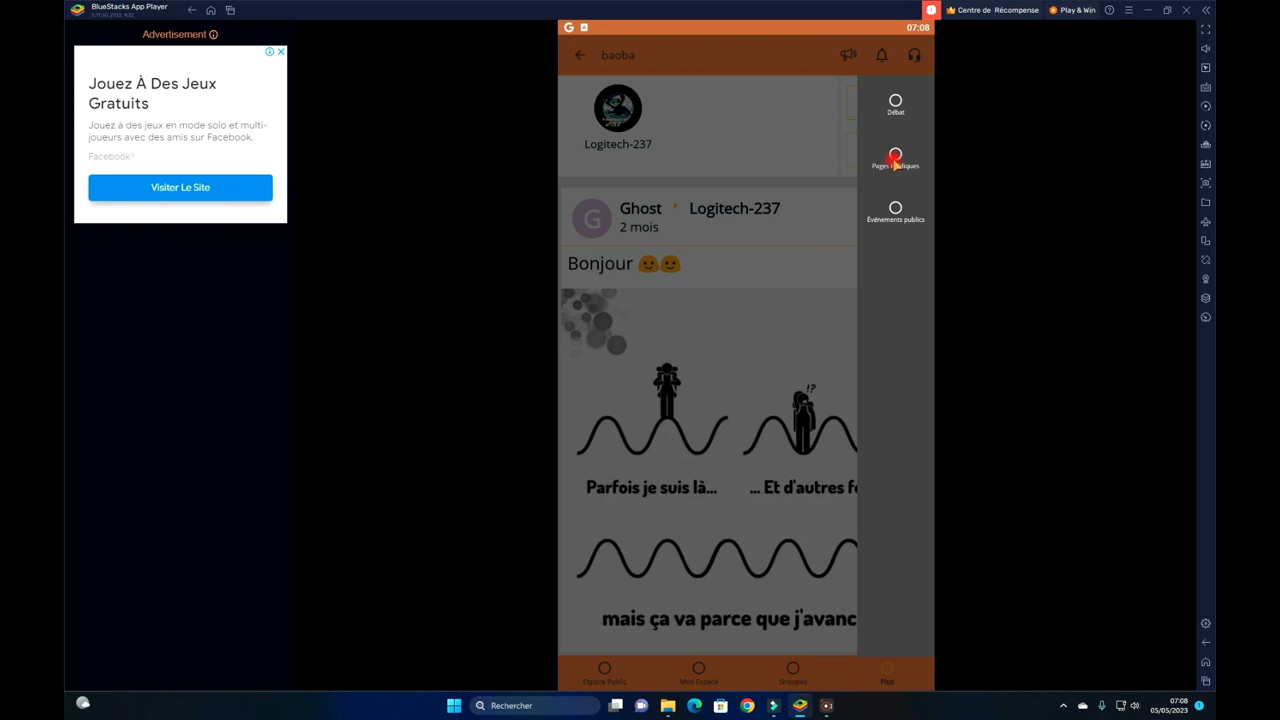 BlueStacks App Player
Centre de Récompense
Play & Win
Advertisement
Jouez À Des Jeux
Gratuits
Jouez à des jeux en mode solo et multi-
joueurs avec des amis sur Facebook.
Facebook®
Visiter Le Site
07:08
baoba
Logitech-237
Débat
Pages
Événements publics
G
Ghost
Logitech-237
2 mois
Bonjour
!?
Parfois je suis là...
... Et d'autres fo
mais ça va parce que j'avanc
Espace Public
Mon Espace
Groupes
Plus
Rechercher
07:08
05/05/2023